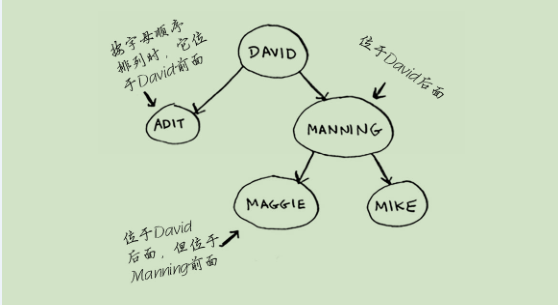 按字母顺序
排列时，它位
于David前面
DAVID
位于David后面
ADIT
MANNING
MAGGIE
MIKE
位于David
后面，但位于
Manning前面